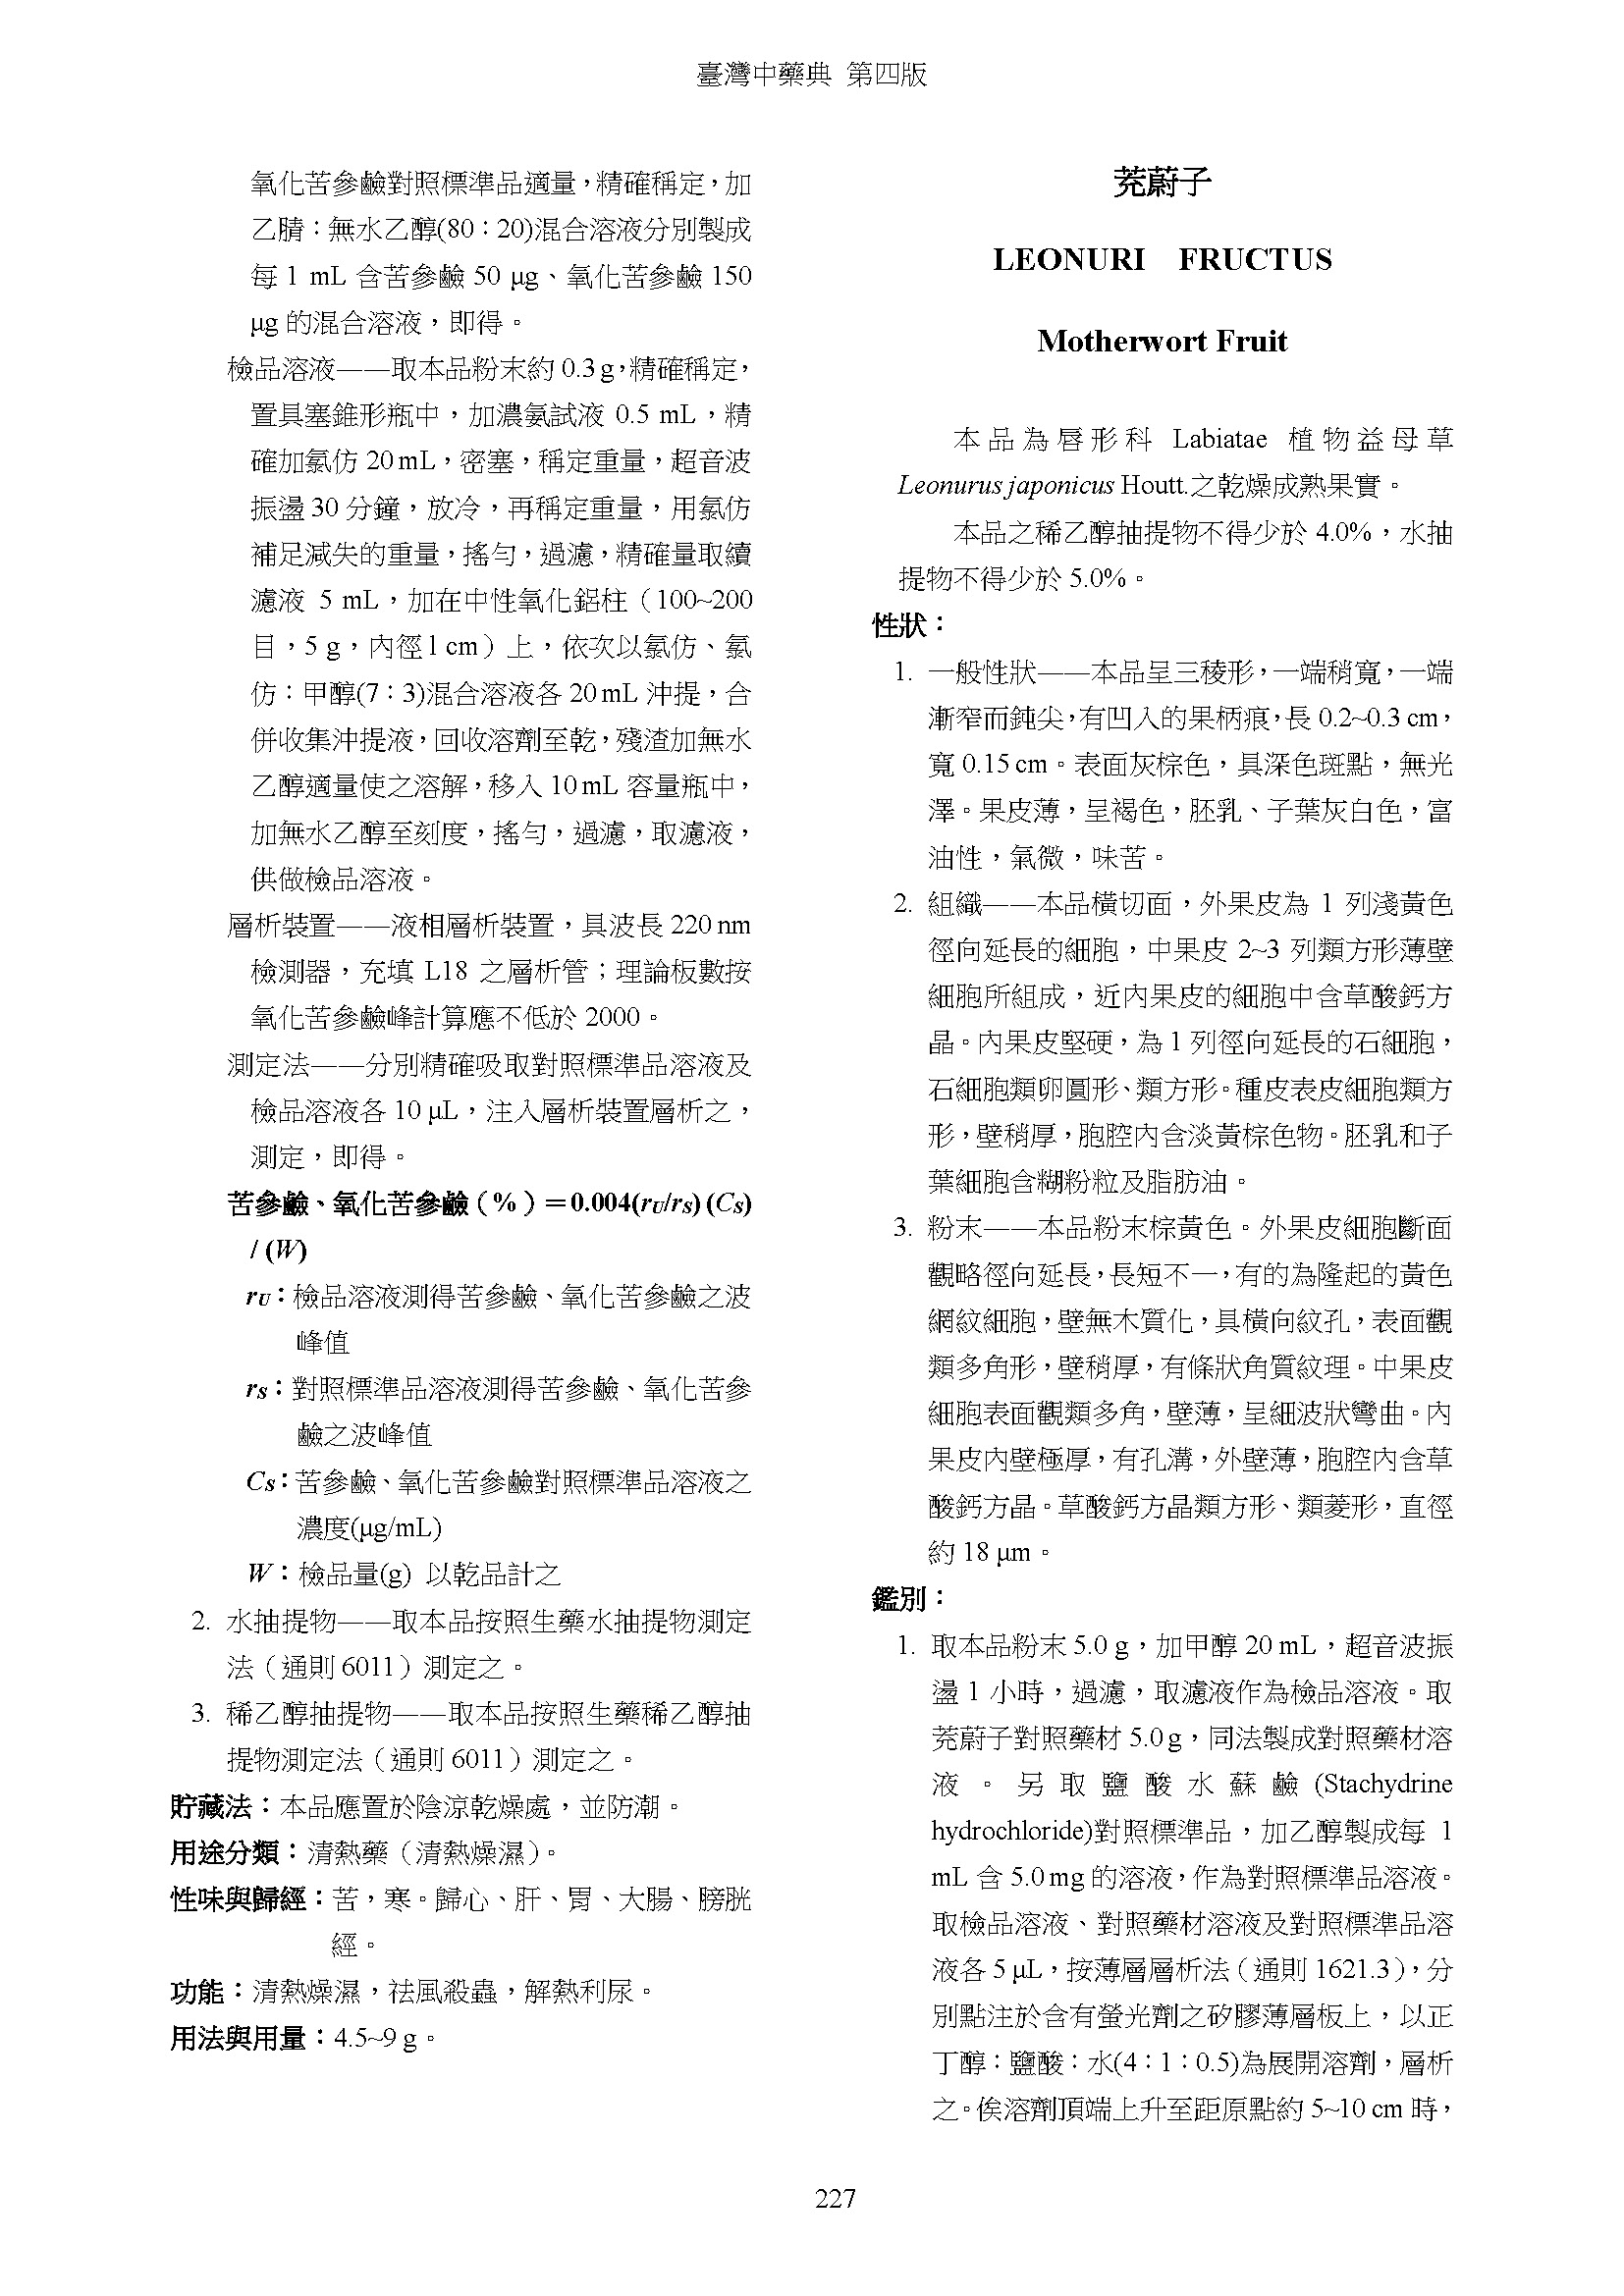 臺灣中藥典 第四版
氧化苦參鹼對照標準品適量，精確稱定，加
乙腈：無水乙醇(80：20)混合溶液分別製成
每 1 mL 含苦參鹼 50 μg、氧化苦參鹼 150
μg 的混合溶液，即得。
檢品溶液——取本品粉末約 0.3 g，精確稱定，
置具塞錐形瓶中，加濃氨試液 0.5 mL，精
確加氯仿 20 mL，密塞，稱定重量，超音波
振盪 30 分鐘，放冷，再稱定重量，用氯仿
補足減失的重量，搖勻，過濾，精確量取續
濾液 5 mL，加在中性氧化鋁柱（100~200
目，5 g，內徑 1 cm）上，依次以氯仿、氯
仿：甲醇(7：3)混合溶液各 20 mL 沖提，合
併收集沖提液，回收溶劑至乾，殘渣加無水
乙醇適量使之溶解，移入 10 mL 容量瓶中，
加無水乙醇至刻度，搖勻，過濾，取濾液，
供做檢品溶液。
層析裝置——液相層析裝置，具波長 220 nm
檢測器，充填 L18 之層析管；理論板數按
氧化苦參鹼峰計算應不低於 2000。
測定法——分別精確吸取對照標準品溶液及
檢品溶液各 10 μL，注入層析裝置層析之，
測定，即得。
苦參鹼、氧化苦參鹼（%）＝0.004(rU/rS) (CS)
/ (W)
rU：檢品溶液測得苦參鹼、氧化苦參鹼之波
峰值
rS：對照標準品溶液測得苦參鹼、氧化苦參
鹼之波峰值
CS：苦參鹼、氧化苦參鹼對照標準品溶液之
濃度(μg/mL)
W：檢品量(g) 以乾品計之
2. 水抽提物——取本品按照生藥水抽提物測定
法（通則 6011）測定之。
3. 稀乙醇抽提物——取本品按照生藥稀乙醇抽
提物測定法（通則 6011）測定之。
貯藏法：本品應置於陰涼乾燥處，並防潮。
用途分類：清熱藥（清熱燥濕）。
性味與歸經：苦，寒。歸心、肝、胃、大腸、膀胱
經。
功能：清熱燥濕，祛風殺蟲，解熱利尿。
用法與用量：4.5~9 g。
茺蔚子
LEONURI FRUCTUS
Motherwort Fruit
本品為唇形科 Labiatae 植物益母草
Leonurus japonicus Houtt.之乾燥成熟果實。
本品之稀乙醇抽提物不得少於 4.0%，水抽
提物不得少於 5.0%。
性狀：
1. 一般性狀——本品呈三稜形，一端稍寬，一端
漸窄而鈍尖，有凹入的果柄痕，長 0.2~0.3 cm，
寬 0.15 cm。表面灰棕色，具深色斑點，無光
澤。果皮薄，呈褐色，胚乳、子葉灰白色，富
油性，氣微，味苦。
2. 組織——本品橫切面，外果皮為 1 列淺黃色
徑向延長的細胞，中果皮 2~3 列類方形薄壁
細胞所組成，近內果皮的細胞中含草酸鈣方
晶。內果皮堅硬，為 1 列徑向延長的石細胞，
石細胞類卵圓形、類方形。種皮表皮細胞類方
形，壁稍厚，胞腔內含淡黃棕色物。胚乳和子
葉細胞含糊粉粒及脂肪油。
3. 粉末——本品粉末棕黃色。外果皮細胞斷面
觀略徑向延長，長短不一，有的為隆起的黃色
網紋細胞，壁無木質化，具橫向紋孔，表面觀
類多角形，壁稍厚，有條狀角質紋理。中果皮
細胞表面觀類多角，壁薄，呈細波狀彎曲。內
果皮內壁極厚，有孔溝，外壁薄，胞腔內含草
酸鈣方晶。草酸鈣方晶類方形、類菱形，直徑
約 18 μm。
鑑別：
1. 取本品粉末 5.0 g，加甲醇 20 mL，超音波振
盪 1 小時，過濾，取濾液作為檢品溶液。取
茺蔚子對照藥材 5.0 g，同法製成對照藥材溶
液。另取鹽酸水蘇鹼(Stachydrine
hydrochloride)對照標準品，加乙醇製成每 1
mL 含 5.0 mg 的溶液，作為對照標準品溶液。
取檢品溶液、對照藥材溶液及對照標準品溶
液各 5 μL，按薄層層析法（通則 1621.3），分
別點注於含有螢光劑之矽膠薄層板上，以正
丁醇：鹽酸：水(4：1：0.5)為展開溶劑，層析
之。俟溶劑頂端上升至距原點約 5~10 cm 時，
227